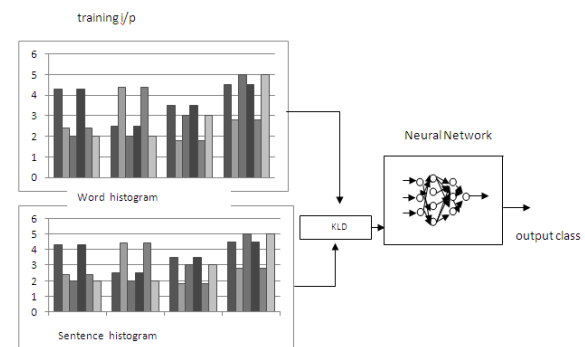 training i/p
6
5
4
3
2
1
0
Word histogram
6
5
4
3
2
1
0
Sentence histogram
KLD
Neural Network
output class